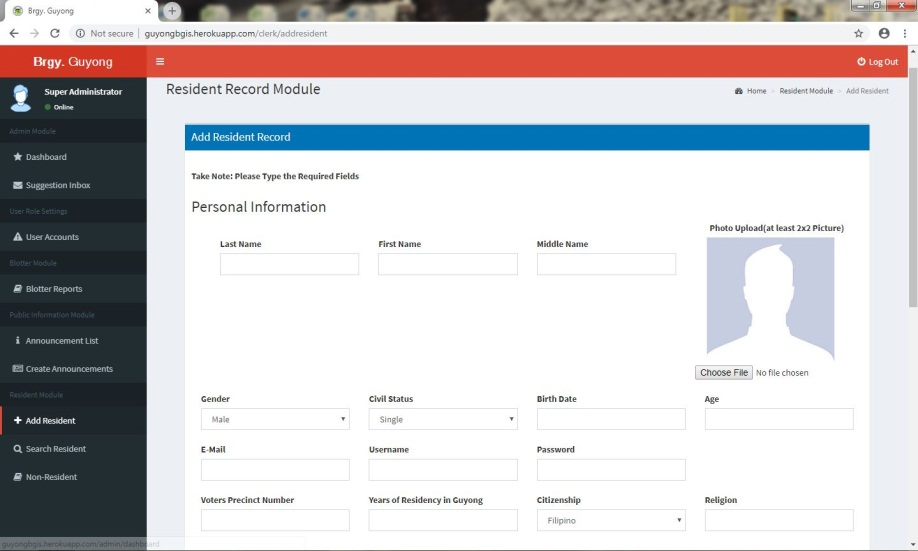 Brgy. Guyong
Not secure | guyongbgis.herokuapp.com/clerk/addresident
Brgy. Guyong
Log Out
Super Administrator
Online
Resident Record Module
Home > Resident Module > Add Resident
Admin Module
Dashboard
Suggestion Inbox
User Role Settings
User Accounts
Blotter Module
Blotter Reports
Public Information Module
Announcement List
Create Announcements
Resident Module
Add Resident
Search Resident
Non-Resident
guyongbgis.herokuapp.com/admin/dashboard
Add Resident Record
Take Note: Please Type the Required Fields
Personal Information
Photo Upload(at least 2x2 Picture)
Last Name First Name Middle Name
Choose File No file chosen
Gender Civil Status Birth Date Age
Male Single
E-Mail Username Password
Voters Precinct Number Years of Residency in Guyong Citizenship Religion
Filipino